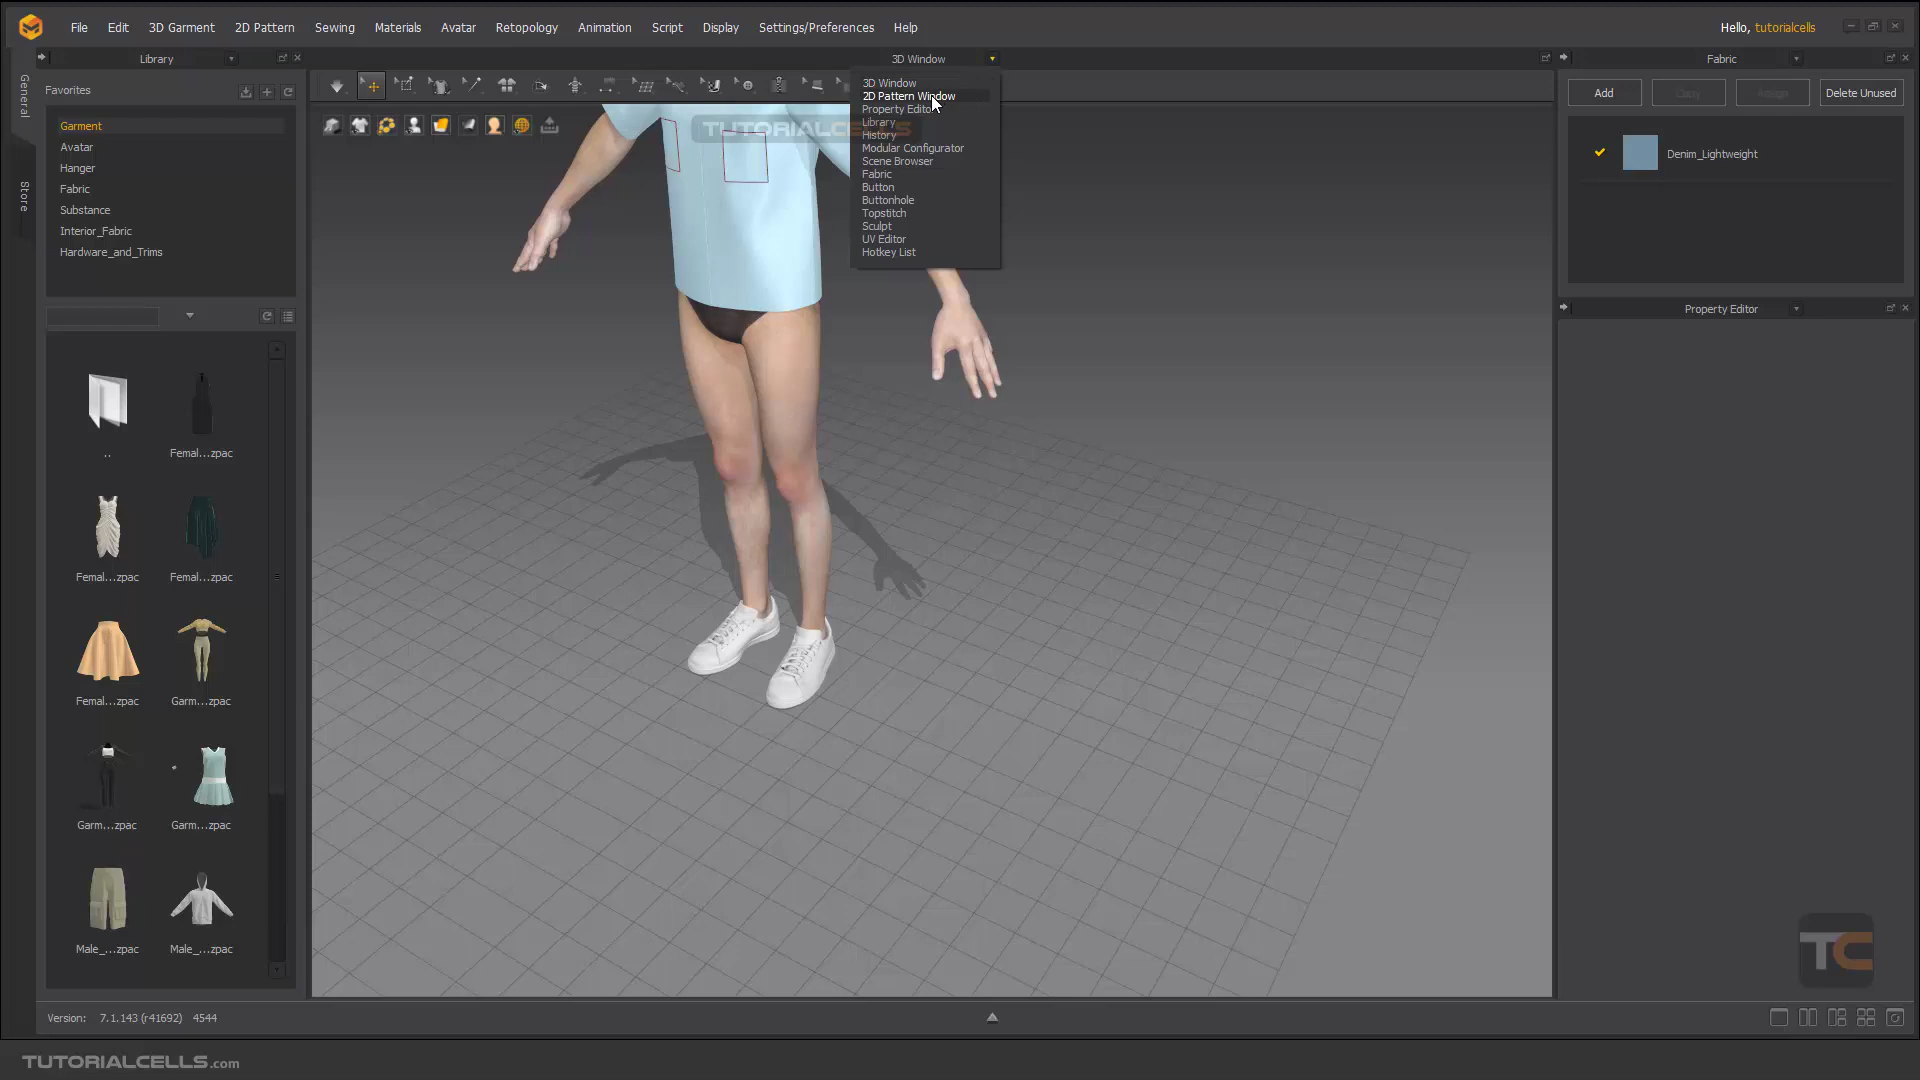 File Edit 3D Garment 2D Pattern Sewing Materials Avatar Retopology Animation Script Display Settings/Preferences Help
Hello, tutorialcells
General
Store
Library
Favorites
Garment
Avatar
Hanger
Fabric
Substance
Interior_Fabric
Hardware_and_Trims
..
Femal...zpac
Femal...zpac
Femal...zpac
Femal...zpac
Garm...zpac
Garm...zpac
Garm...zpac
Male_...zpac
Male_...zpac
3D Window
3D Window
2D Pattern Window
Property Editor
Library
History
Modular Configurator
Scene Browser
Fabric
Button
Buttonhole
Topstitch
Sculpt
UV Editor
Hotkey List
TUTORIALCELLS
Fabric
Add Copy Assign Delete Unused
Denim_Lightweight
Property Editor
TC
Version: 7.1.143 (r41692) 4544
TUTORIALCELLS.com